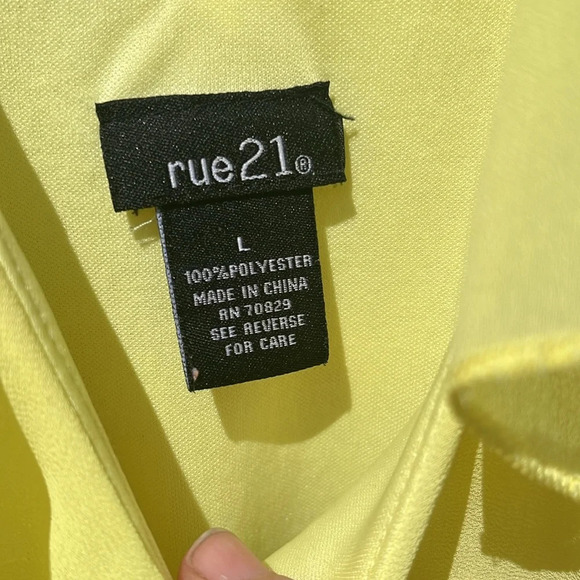 rue21®
L
100%POLYESTER
MADE IN CHINA
RN 70829
SEE REVERSE
FOR CARE